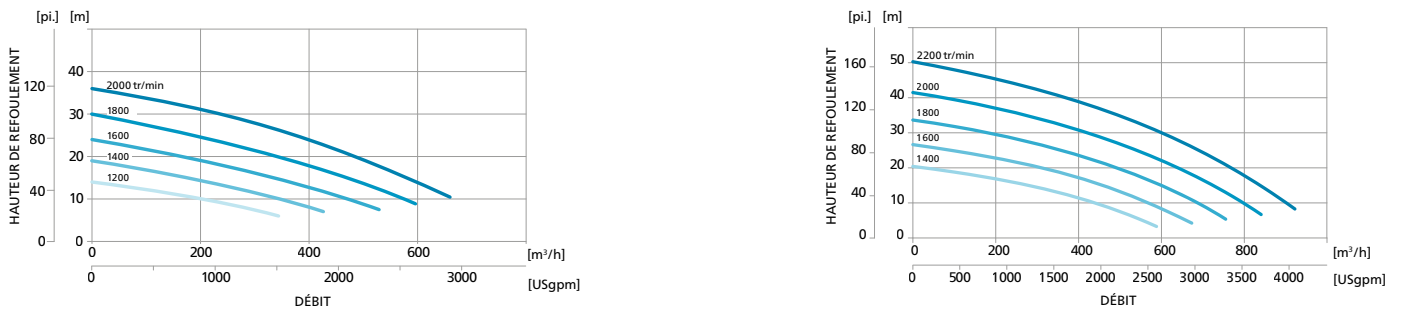 [pi.] [m]
HAUTEUR DE REFOULEMENT
120
80
40
0
40
30
20
10
0
2000 tr/min
1800
1600
1400
1200
0 200 400 600 [m³/h]
0 1000 2000 3000 [USgpm]
DÉBIT
[pi.] [m]
HAUTEUR DE REFOULEMENT
160
120
80
40
0
50
40
30
20
10
0
2200 tr/min
2000
1800
1600
1400
0 200 400 600 800 [m³/h]
0 500 1000 1500 2000 2500 3000 3500 4000 [USgpm]
DÉBIT